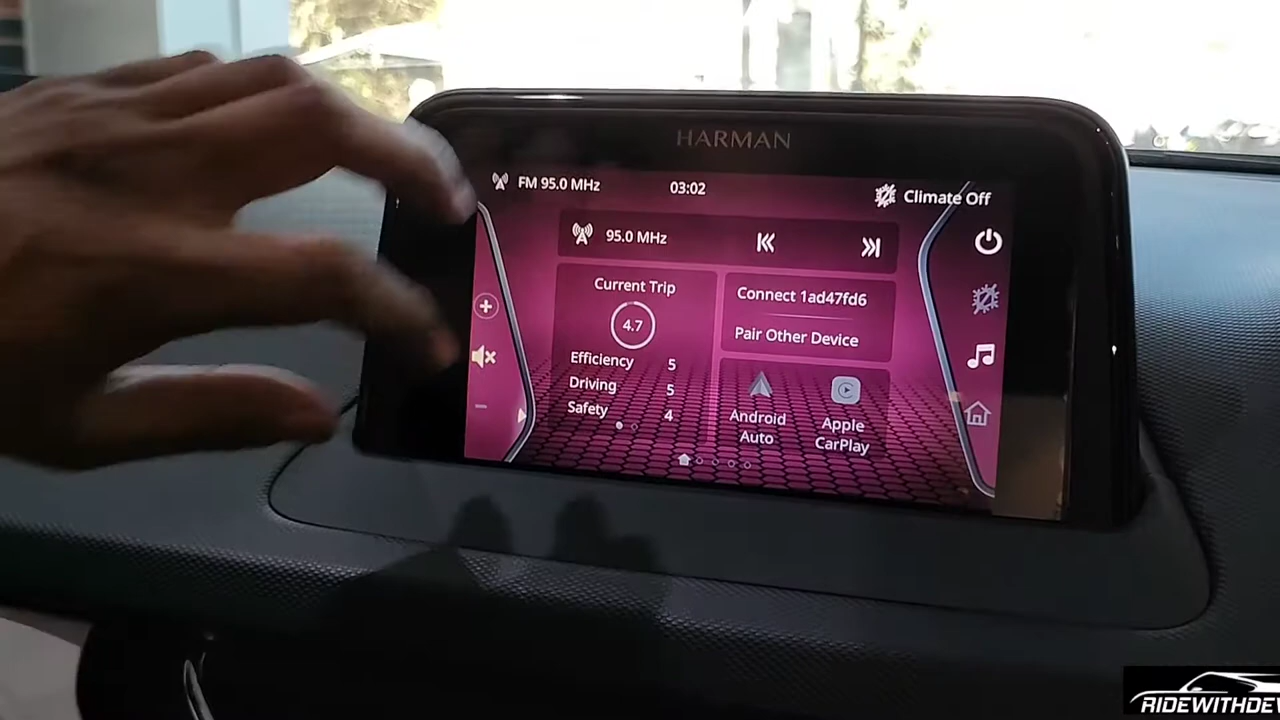 HARMAN
FM 95.0 MHz
03:02
Climate Off
95.0 MHz
Current Trip
4.7
Efficiency 5
Driving 5
Safety 4
Connect 1ad47fd6
Pair Other Device
Android
Auto
Apple
CarPlay
RIDEWITHDE